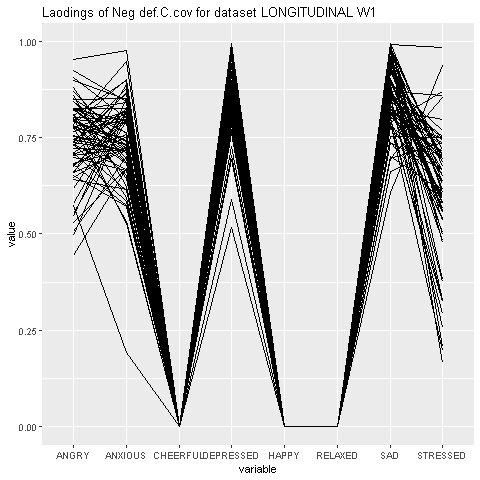 Laodings of Neg def.C.cov for dataset LONGITUDINAL W1
1.00
0.75
0.50
0.25
0.00
value
ANGRY ANXIOUS CHEERFULDEPRESSED HAPPY RELAXED SAD STRESSED
variable